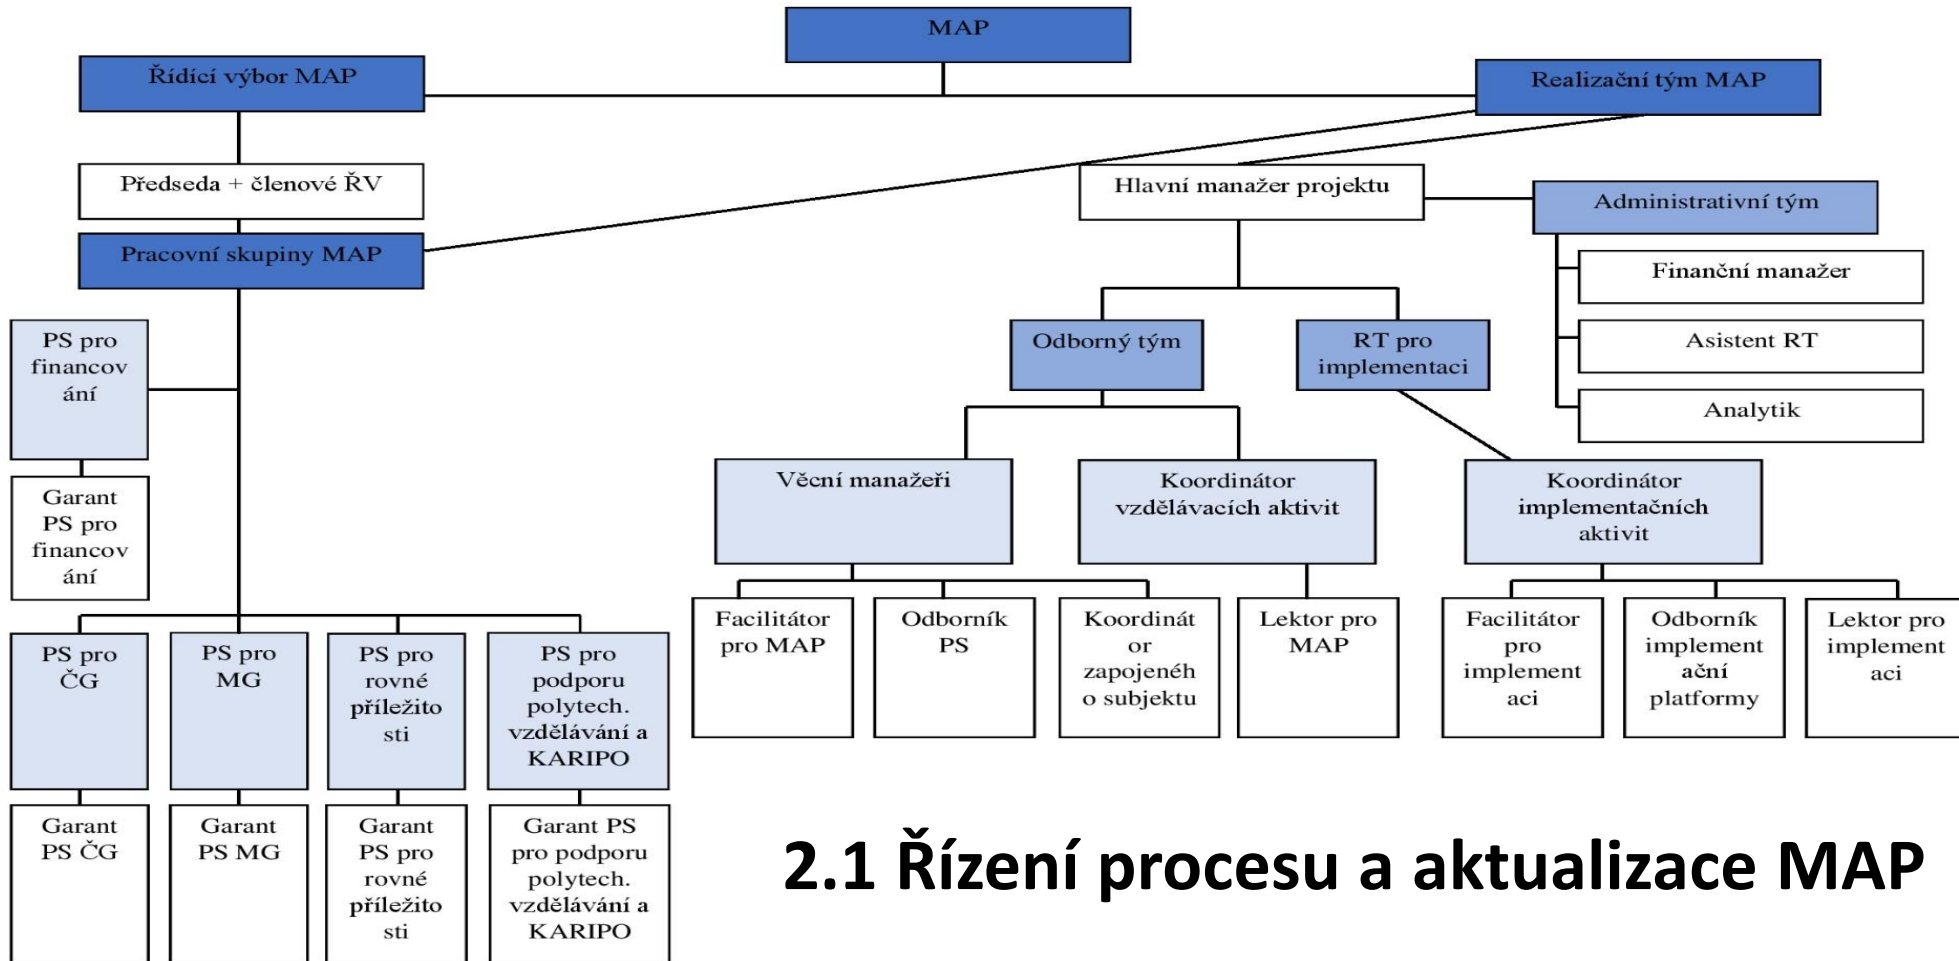 MAP
Řídící výbor MAP
Realizační tým MAP
Předseda + členové ŘV
Hlavní manažer projektu
Administrativní tým
Pracovní skupiny MAP
Finanční manažer
Asistent RT
Analytik
PS pro
financov
ání
Odborný tým
RT pro
implementaci
Garant
PS pro
financov
ání
Věcní manažeři
Koordinátor
vzdělávacích aktivit
Koordinátor
implementačních
aktivit
Facilitátor
pro MAP
Odborník
PS
Koordinát
or
zapojenéh
o subjektu
Lektor pro
MAP
Facilitátor
pro
implement
aci
Odborník
implement
ační
platformy
Lektor pro
implement
aci
PS pro
ČG
PS pro
MG
PS pro
rovné
příležito
sti
PS pro
podporu
polytech.
vzdělávání a
KARIPO
Garant
PS ČG
Garant
PS MG
Garant
PS pro
rovné
příležito
sti
Garant PS
pro podporu
polytech.
vzdělávání a
KARIPO
2.1 Řízení procesu a aktualizace MAP